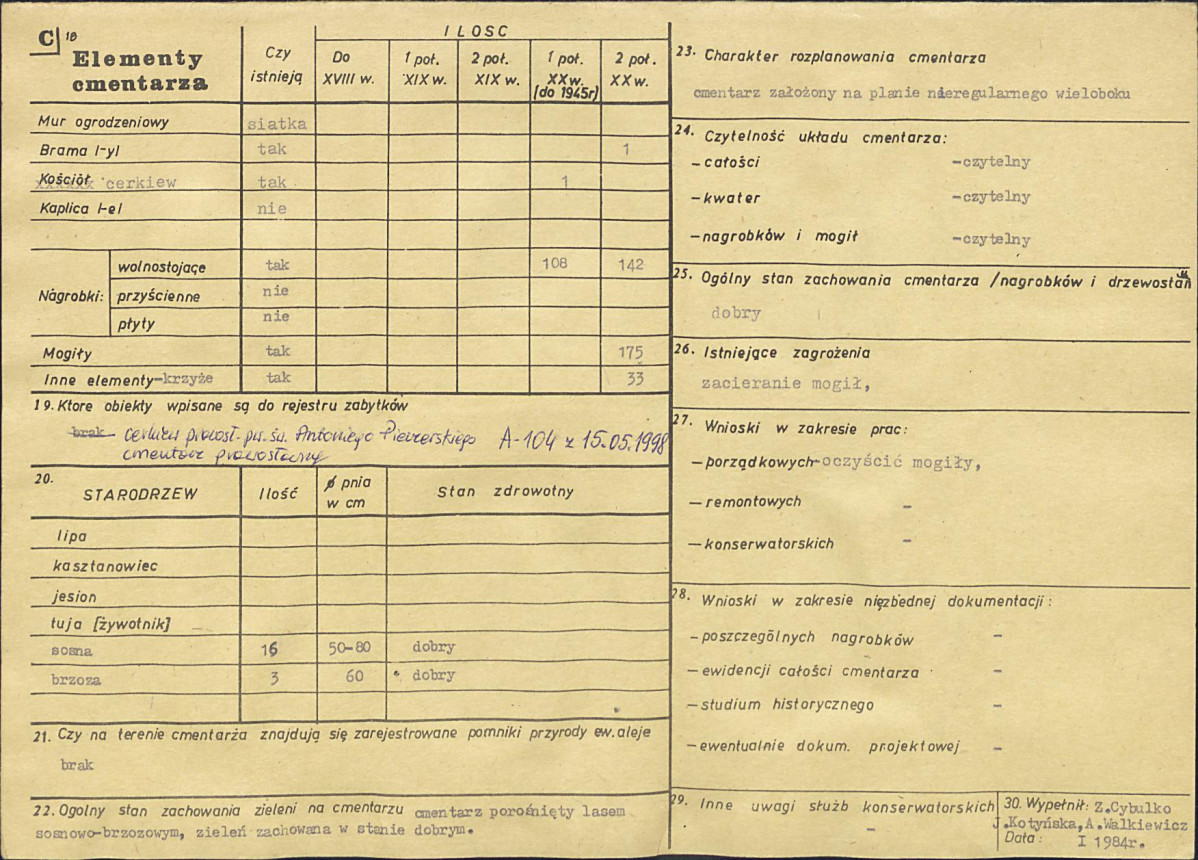 C 18
Elementy cmentarza
Czy istnieją
ILOSC
Do XVIII w.
1 poł. XIX w.
2 poł. XIX w.
1 poł. XX w. (do 1945r)
2 poł. XX w.
Mur ogrodzeniowy siatka
Brama /-y/ tak 1
Kościół cerkiew tak 1
Kaplica /-e/ nie
Nagrobki: wolnostojące tak 108 142
przyścienne nie
płyty nie
Mogiły tak 175
Inne elementy-krzyże tak 33
19. Ktore obiekty wpisane są do rejestru zabytków
brak cerkiew prawosł. pw. św. Antoniego Pieczerskiego A-104 z 15.05.1998
cmentarz prawosławny
20. STARODRZEW
Ilość
ø pnia w cm
Stan zdrowotny
lipa
kasztanowiec
jesion
tuja [żywotnik]
sosna 16 50-80 dobry
brzoza 3 60 dobry
21. Czy na terenie cmentarża znajdują się zarejestrowane pomniki przyrody ew. aleje
brak
22. Ogolny stan zachowania zieleni na cmentarzu cmentarz porośnięty lasem
sosnowo-brzozowym, zieleń zachowana w stanie dobrym.
23. Charakter rozplanowania cmentarza
cmentarz założony na planie nieregularnego wieloboku
24. Czytelność układu cmentarza:
- całości -czytelny
- kwater -czytelny
- nagrobków i mogił -czytelny
25. Ogólny stan zachowania cmentarza /nagrobków i drzewostan
dobry
26. Istniejące zagrożenia
zacieranie mogił,
27. Wnioski w zakresie prac:
- porządkowych-oczyścić mogiły,
- remontowych -
- konserwatorskich -
28. Wnioski w zakresie niezbednej dokumentacji:
- poszczególnych nagrobków -
- ewidencji całości cmentarza -
- studium historycznego -
- ewentualnie dokum. projektowej -
29. Inne uwagi służb konserwatorskich
-
30. Wypełnił: Z.Cybulko
J.Kotyńska, A.Walkiewicz
Data: I 1984r.